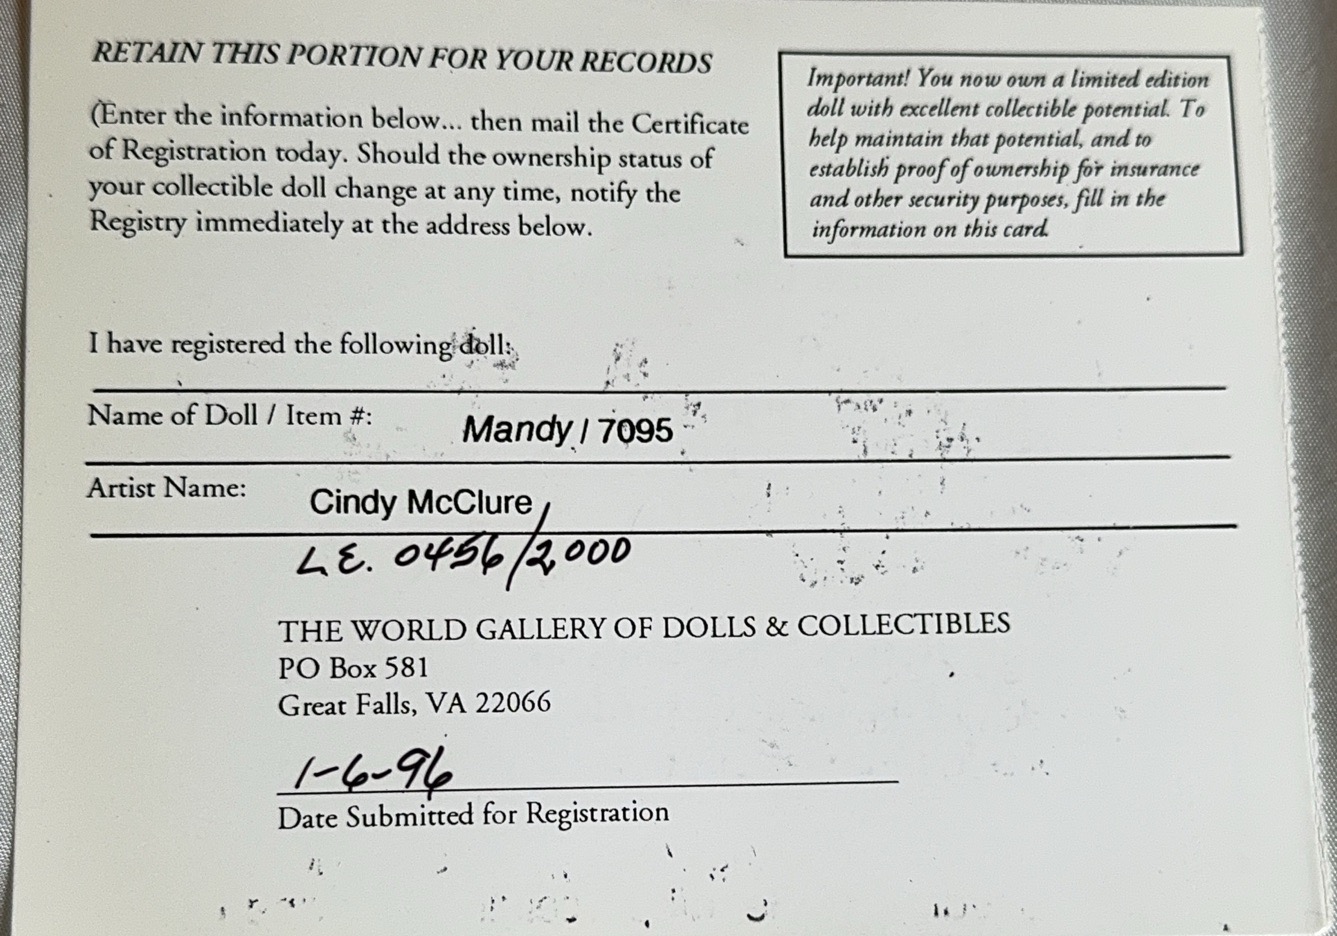 RETAIN THIS PORTION FOR YOUR RECORDS
(Enter the information below... then mail the Certificate
of Registration today. Should the ownership status of
your collectible doll change at any time, notify the
Registry immediately at the address below.
Important! You now own a limited edition
doll with excellent collectible potential. To
help maintain that potential, and to
establish proof of ownership for insurance
and other security purposes, fill in the
information on this card.
I have registered the following doll:
Name of Doll / Item #: Mandy / 7095
Artist Name: Cindy McClure
L.E. 0456/2,000
THE WORLD GALLERY OF DOLLS & COLLECTIBLES
PO Box 581
Great Falls, VA 22066
1-6-96
Date Submitted for Registration